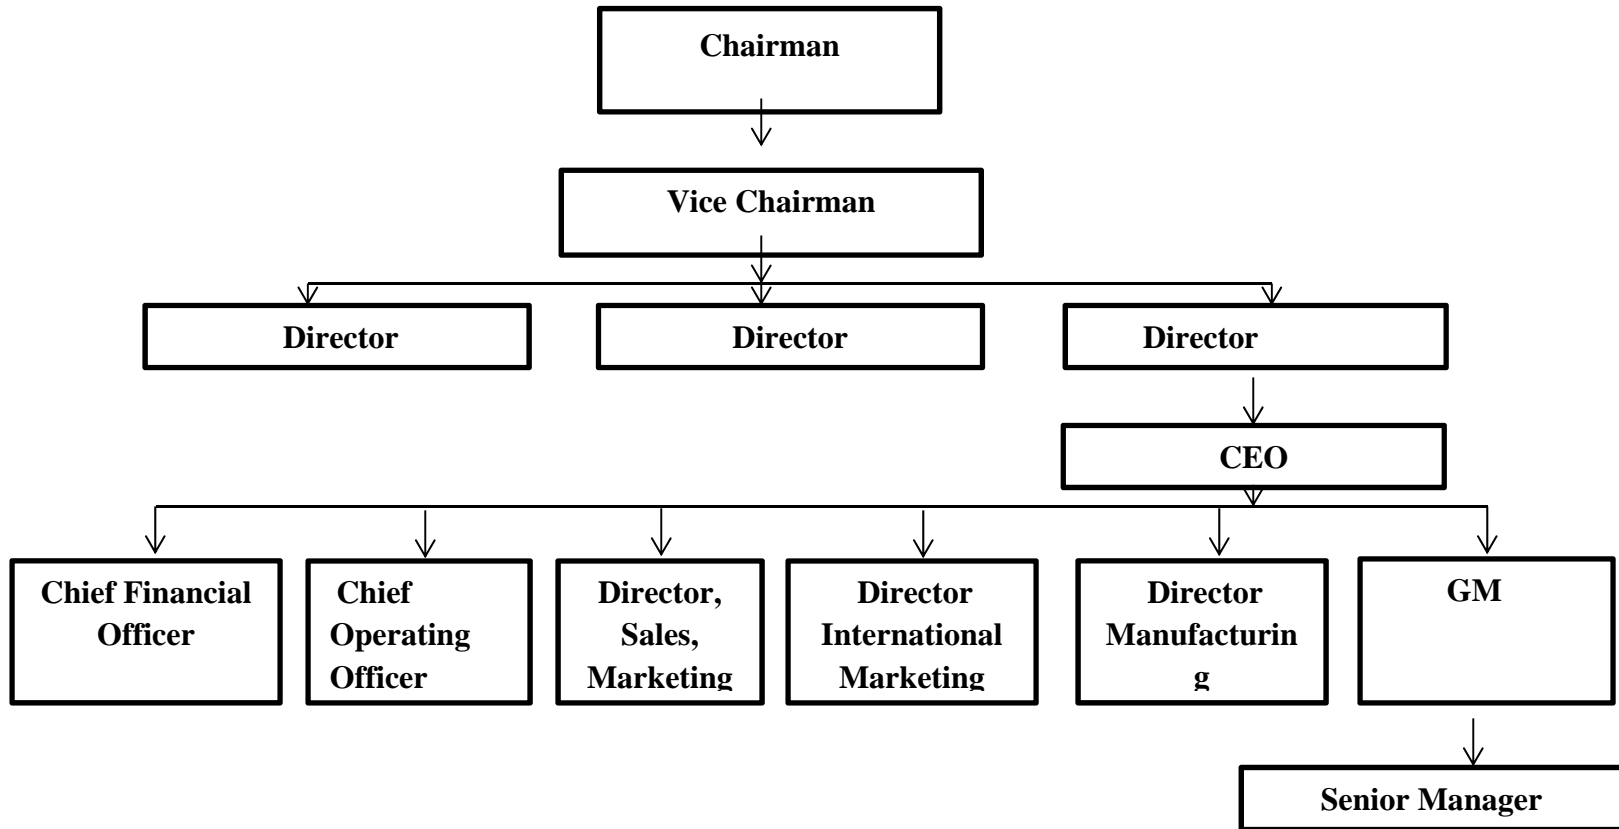 Chairman
Vice Chairman
Director
Director
Director
CEO
Chief Financial
Officer
Chief
Operating
Officer
Director,
Sales,
Marketing
Director
International
Marketing
Director
Manufacturin
g
GM
Senior Manager